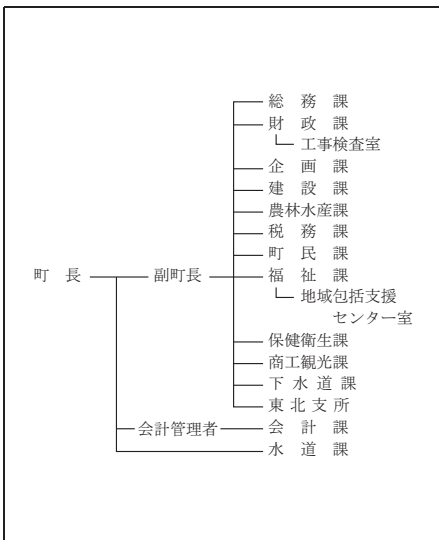 総務課
財政課
工事検査室
企画課
建設課
農林水産課
税務課
町民課
町長
副町長
福祉課
地域包括支援
センター室
保健衛生課
商工観光課
下水道課
東北支所
会計管理者
会計課
水道課